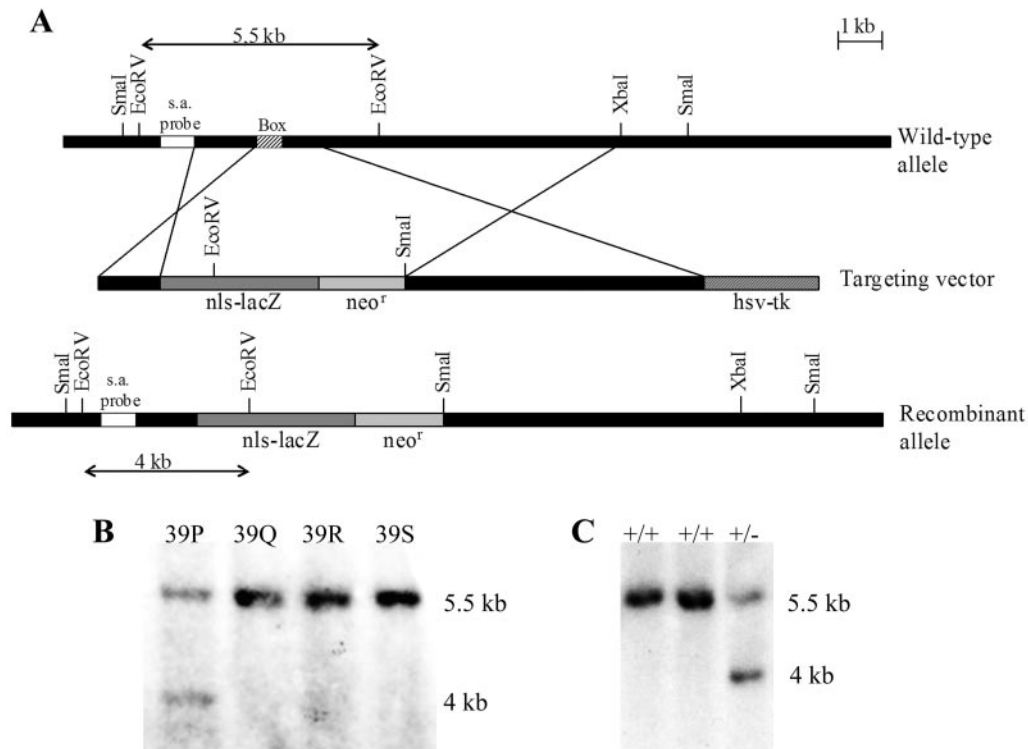 A
5.5 kb
1 kb
SmaI
EcoRV
s.a.
probe
Box
EcoRV
XbaI
SmaI
Wild-type
allele
EcoRV
SmaI
Targeting vector
nls-lacZ
neoʳ
hsv-tk
SmaI
EcoRV
s.a.
probe
EcoRV
SmaI
XbaI
SmaI
Recombinant
allele
nls-lacZ
neoʳ
4 kb
B
39P 39Q 39R 39S
5.5 kb
4 kb
C
+/+ +/+ +/-
5.5 kb
4 kb